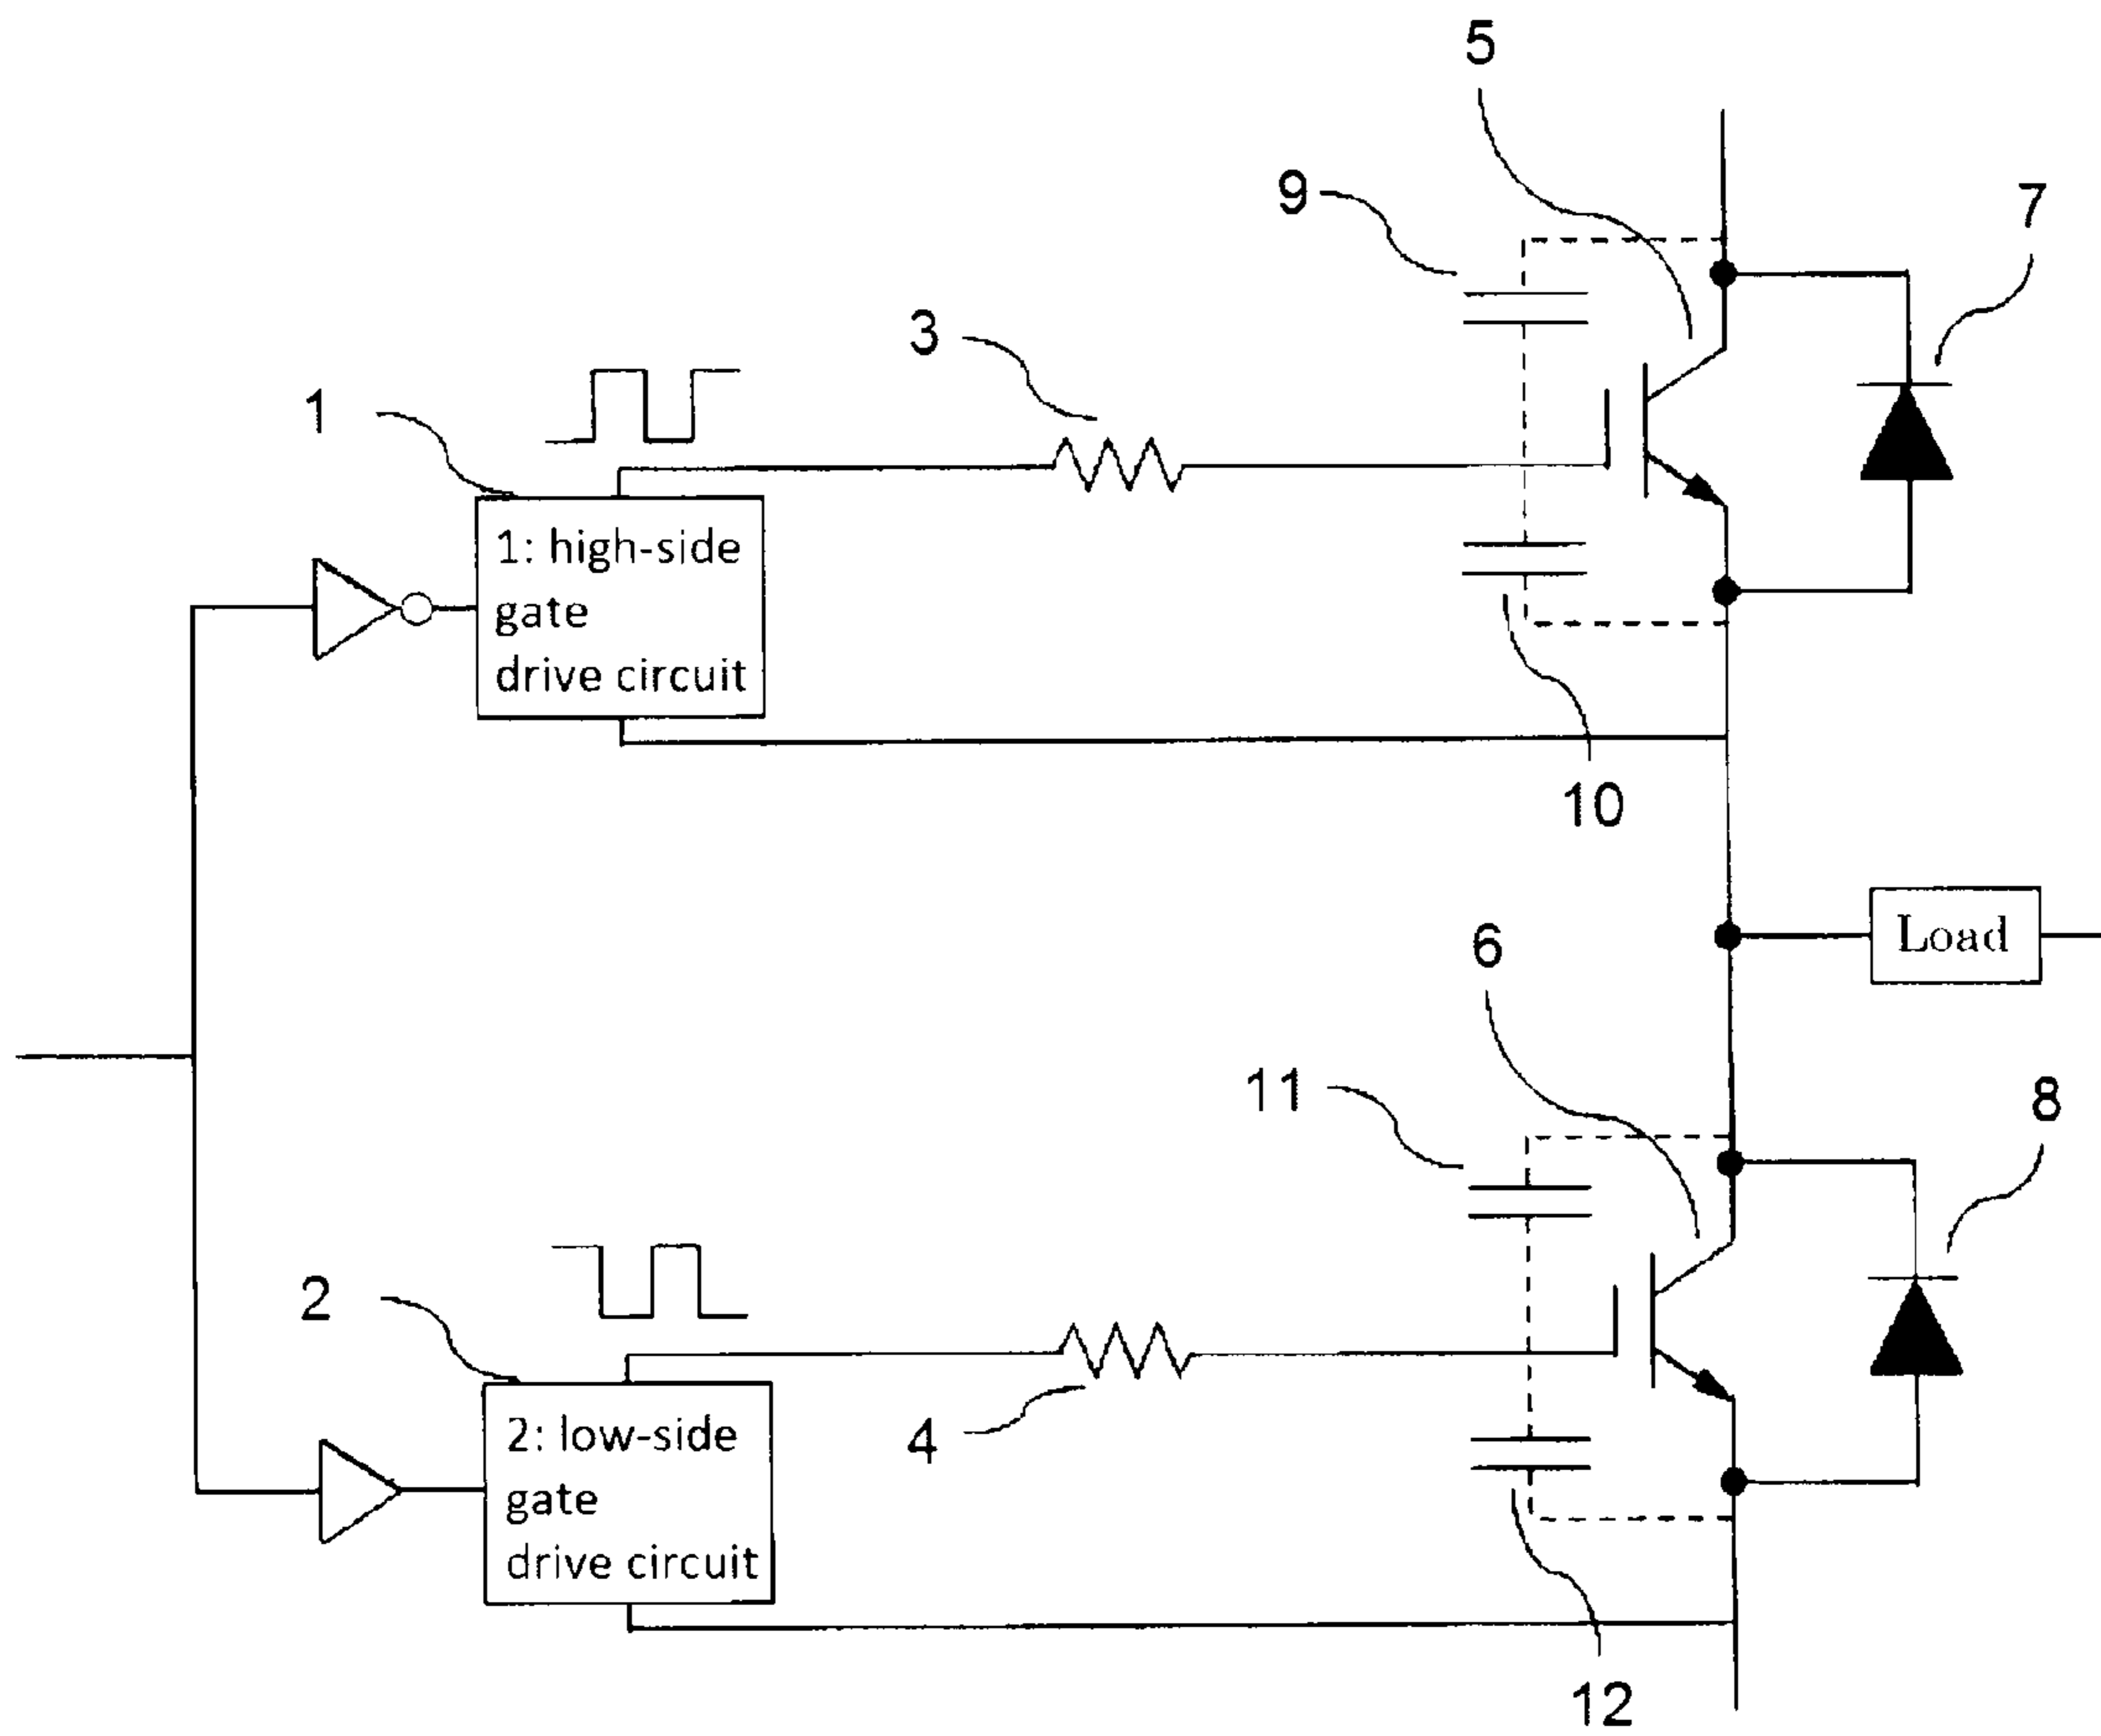 5
9
7
3
1
1: high-side
gate
drive circuit
10
Load
6
11
8
2
2: low-side
gate
drive circuit
4
12